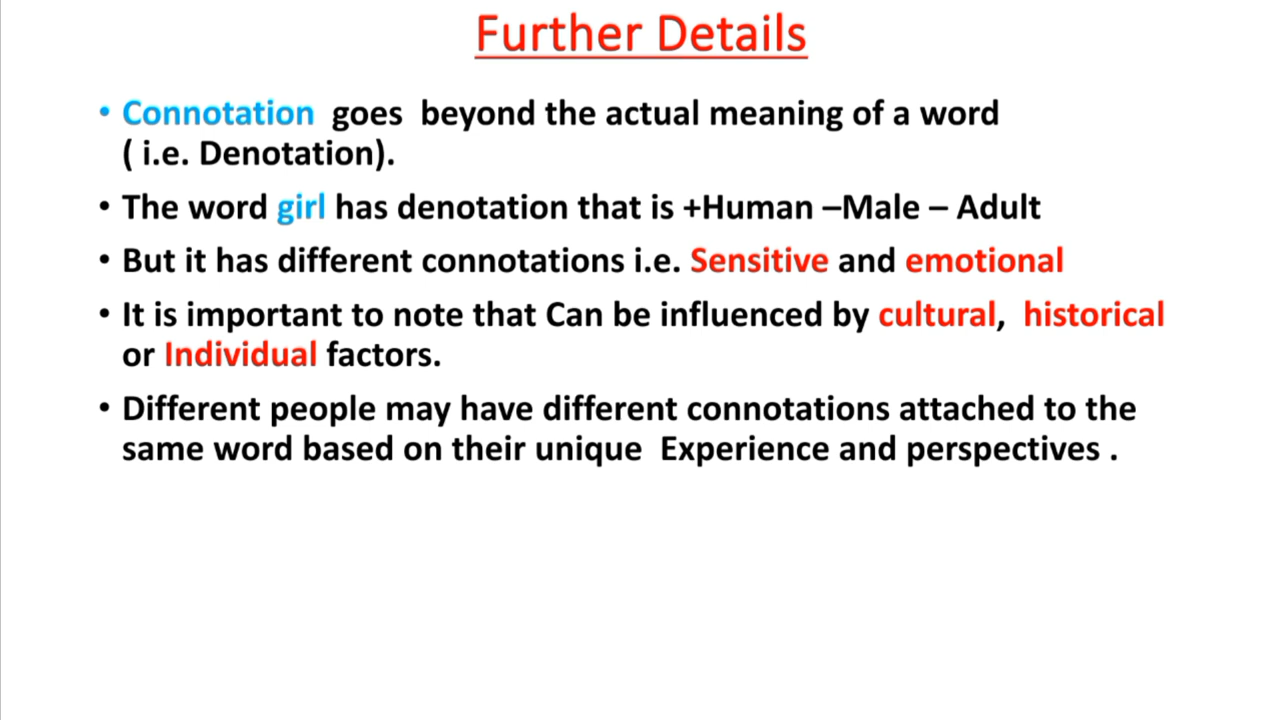 Further Details
• Connotation goes beyond the actual meaning of a word
( i.e. Denotation).
• The word girl has denotation that is +Human –Male – Adult
• But it has different connotations i.e. Sensitive and emotional
• It is important to note that Can be influenced by cultural, historical
or Individual factors.
• Different people may have different connotations attached to the
same word based on their unique Experience and perspectives .